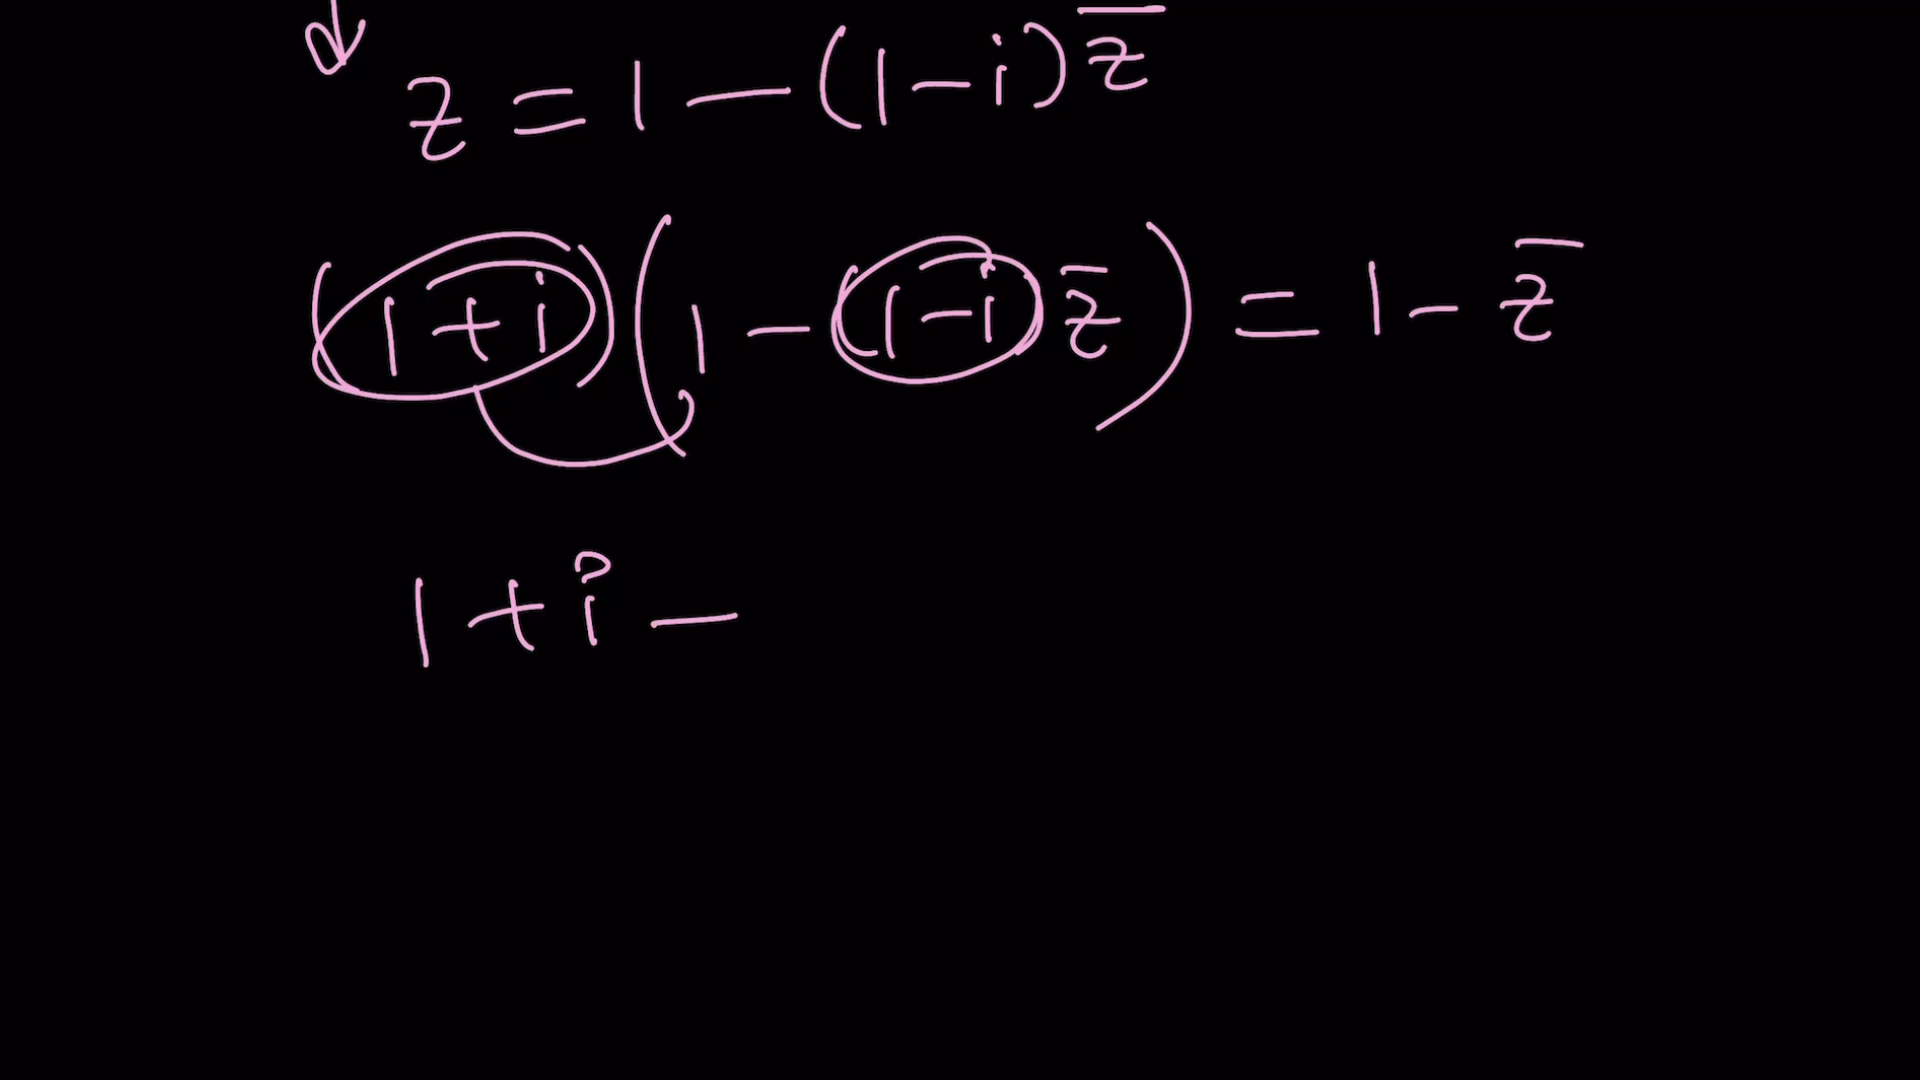 z = 1 - (1 - i) z̅
(1 + i) (1 - (1 - i) z̅) = 1 - z̅
1 + i -